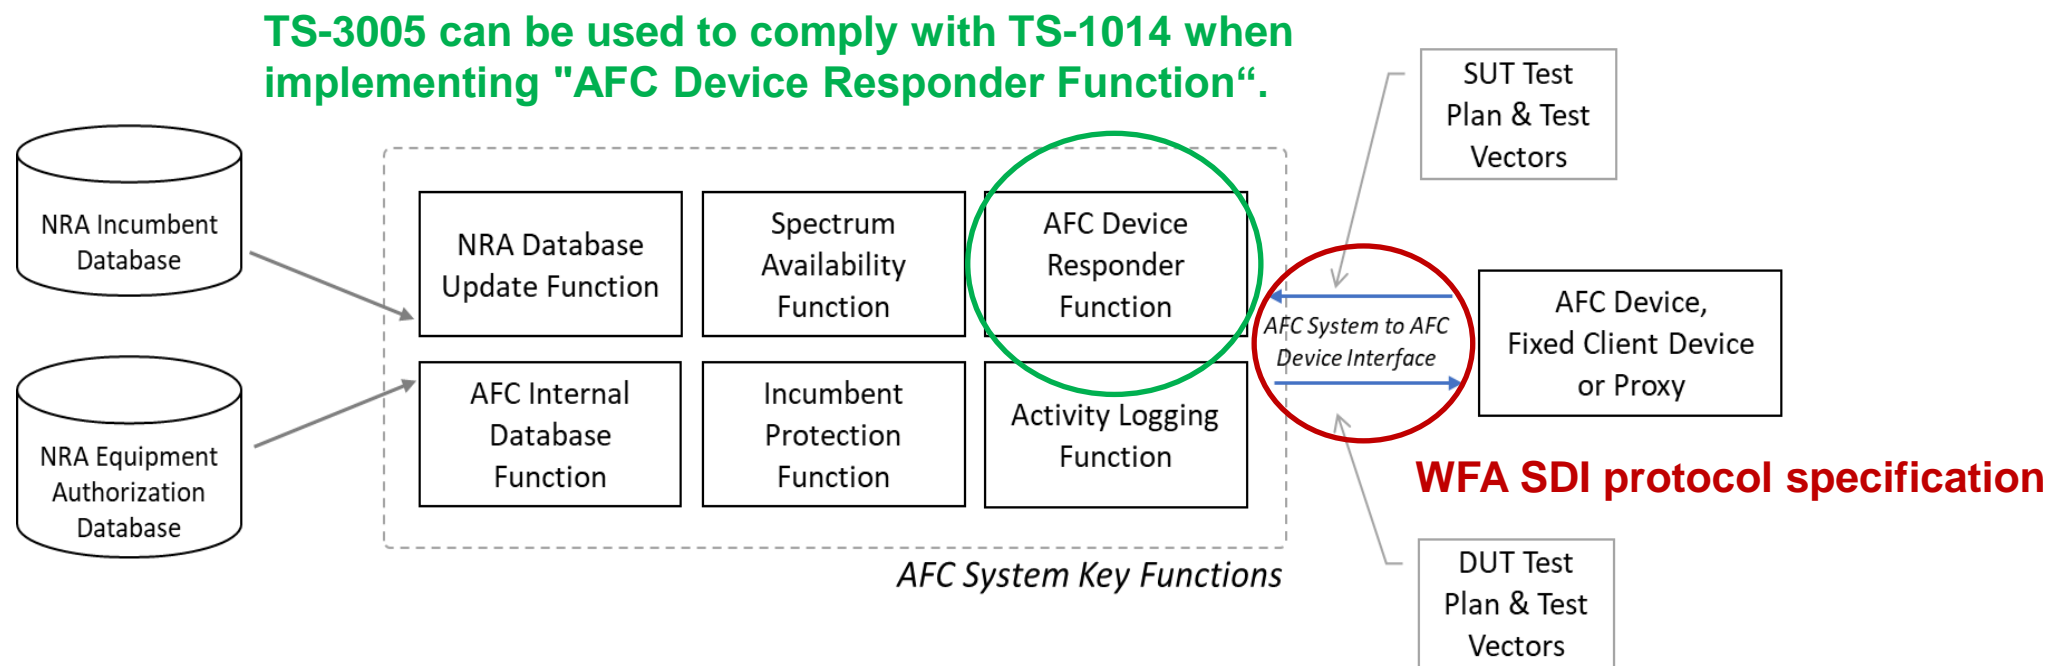 TS-3005 can be used to comply with TS-1014 when
implementing "AFC Device Responder Function“.
NRA Incumbent
Database
NRA Equipment
Authorization
Database
NRA Database
Update Function
Spectrum
Availability
Function
AFC Device
Responder
Function
AFC Internal
Database
Function
Incumbent
Protection
Function
Activity Logging
Function
AFC System Key Functions
AFC System to AFC
Device Interface
SUT Test
Plan & Test
Vectors
AFC Device,
Fixed Client Device
or Proxy
WFA SDI protocol specification
DUT Test
Plan & Test
Vectors